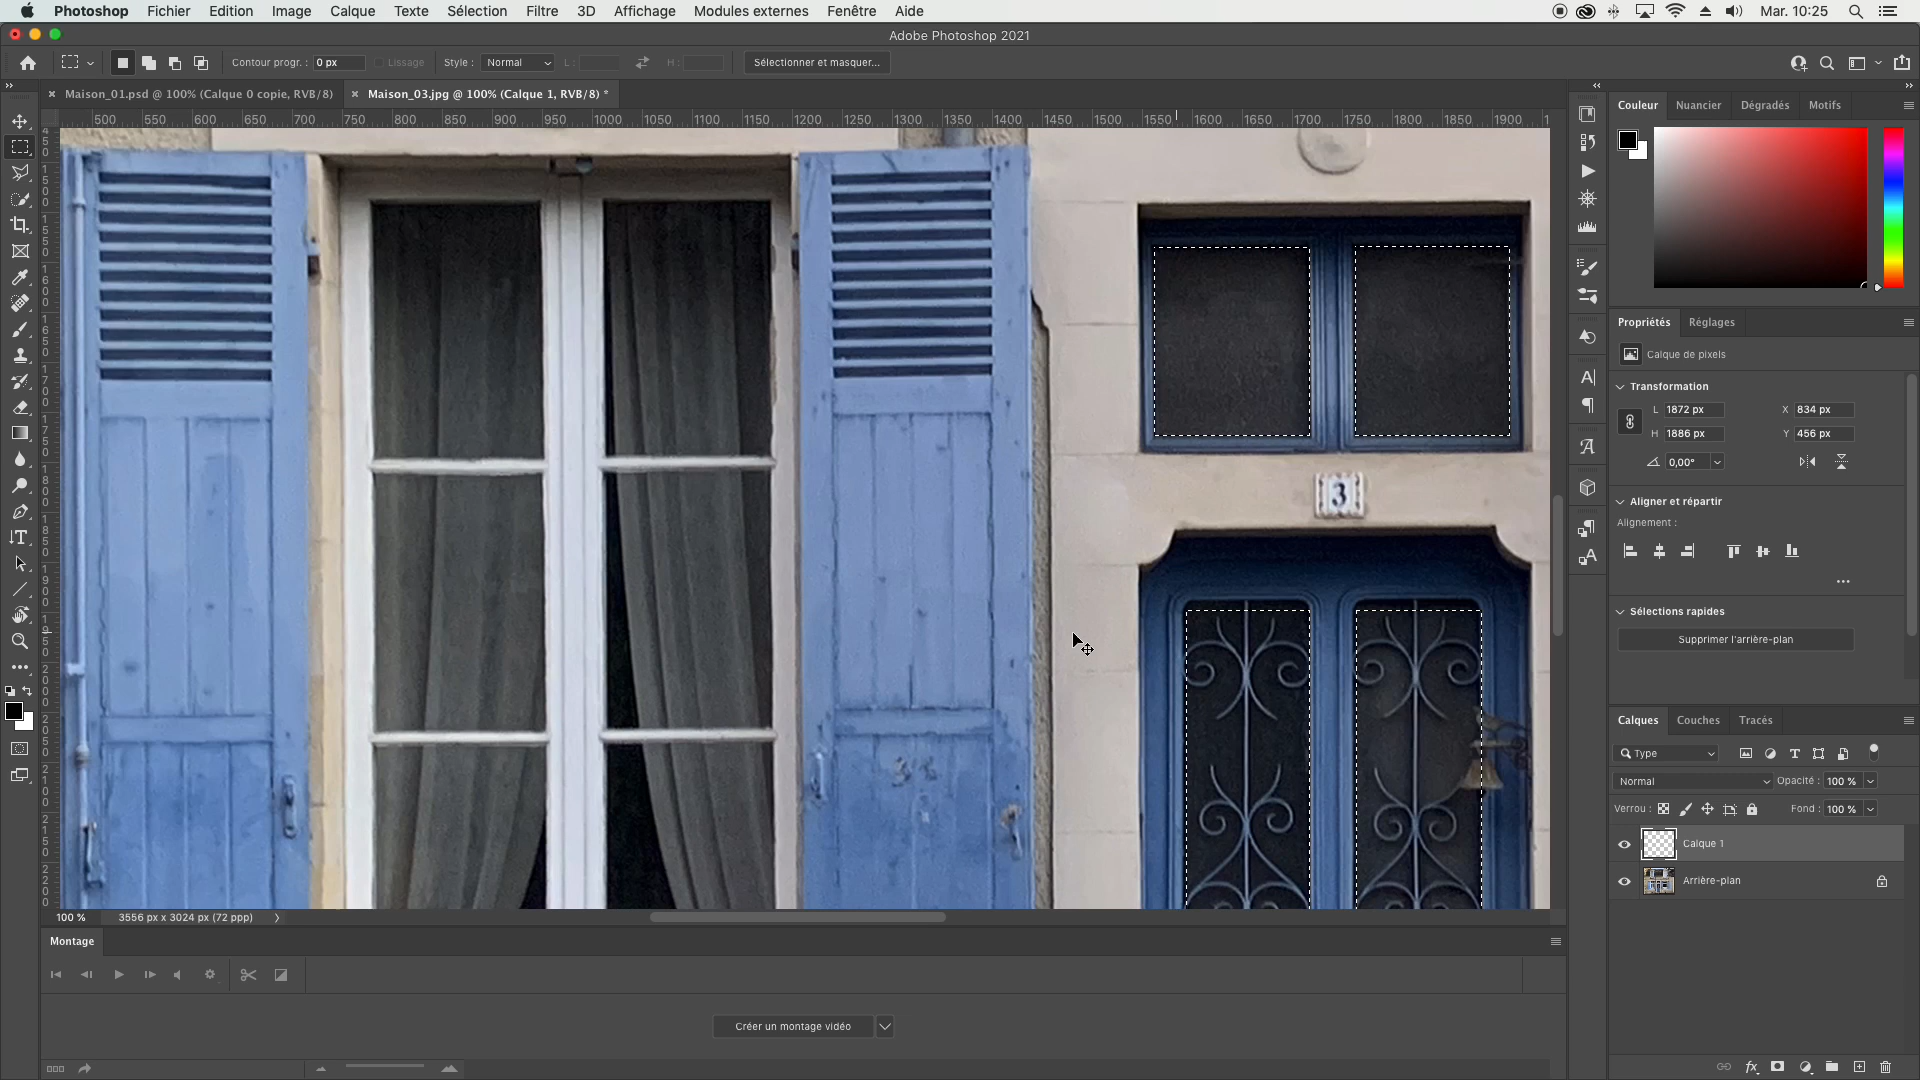 Photoshop Fichier Edition Image Calque Texte Sélection Filtre 3D Affichage Modules externes Fenêtre Aide Mar. 10:25
Adobe Photoshop 2021
Contour progr. : 0 px Lissage Style : Normal L : H : Sélectionner et masquer...
Maison_01.psd @ 100% (Calque 0 copie, RVB/8) Maison_03.jpg @ 100% (Calque 1, RVB/8) *
500 550 600 650 700 750 800 850 900 950 1000 1050 1100 1150 1200 1250 1300 1350 1400 1450 1500 1550 1600 1650 1700 1750 1800 1850 1900
3
100 % 3556 px x 3024 px (72 ppp)
Montage
Créer un montage vidéo
Couleur Nuancier Dégradés Motifs
Propriétés Réglages
Calque de pixels
Transformation
L 1872 px X 834 px
H 1886 px Y 456 px
0,00°
Aligner et répartir
Alignement :
Sélections rapides
Supprimer l'arrière-plan
Calques Couches Tracés
Type
Normal Opacité : 100 %
Verrou : Fond : 100 %
Calque 1
Arrière-plan